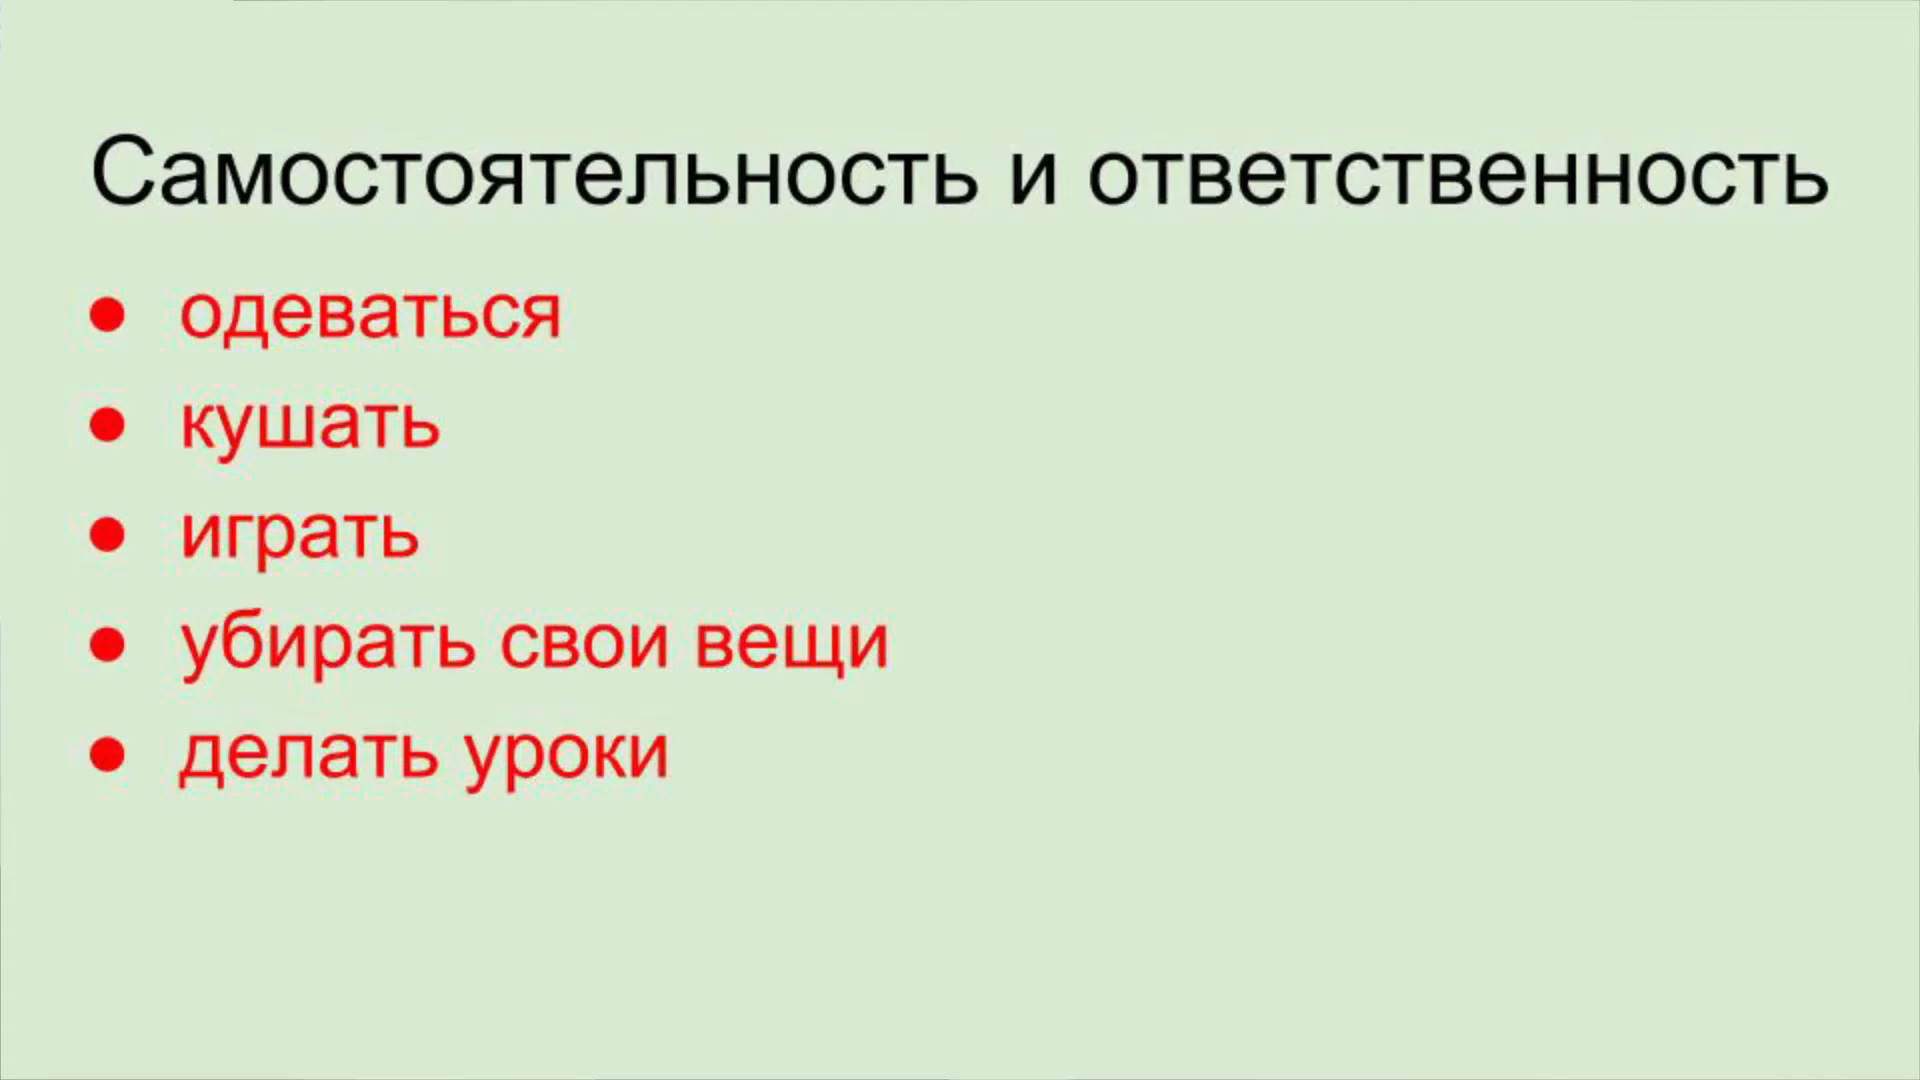 Самостоятельность и ответственность
● одеваться
● кушать
● играть
● убирать свои вещи
● делать уроки